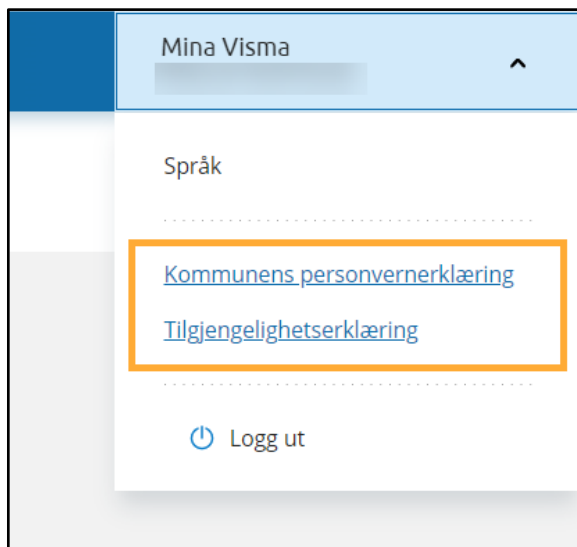 Mina Visma
Språk
Kommunens personvernerklæring
Tilgjengelighetserklæring
Logg ut